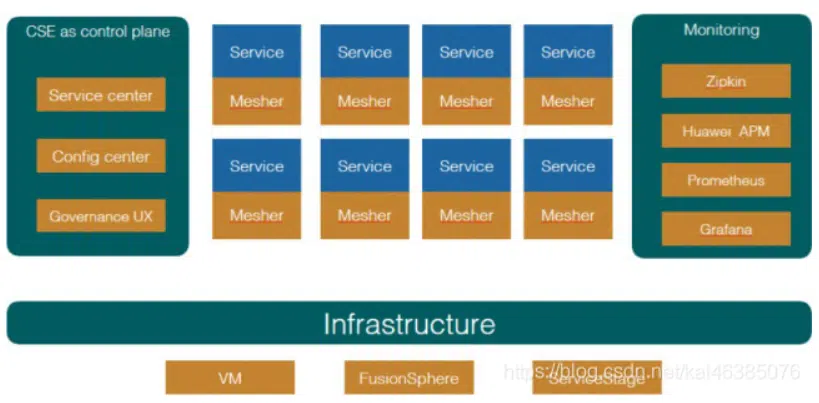 CSE as control plane
Service center
Config center
Governance UX
Service Service Service Service
Mesher Mesher Mesher Mesher
Service Service Service Service
Mesher Mesher Mesher Mesher
Monitoring
Zipkin
Huawei APM
Prometheus
Grafana
Infrastructure
VM FusionSphere ServiceStage
https://blog.csdn.net/kai46385076